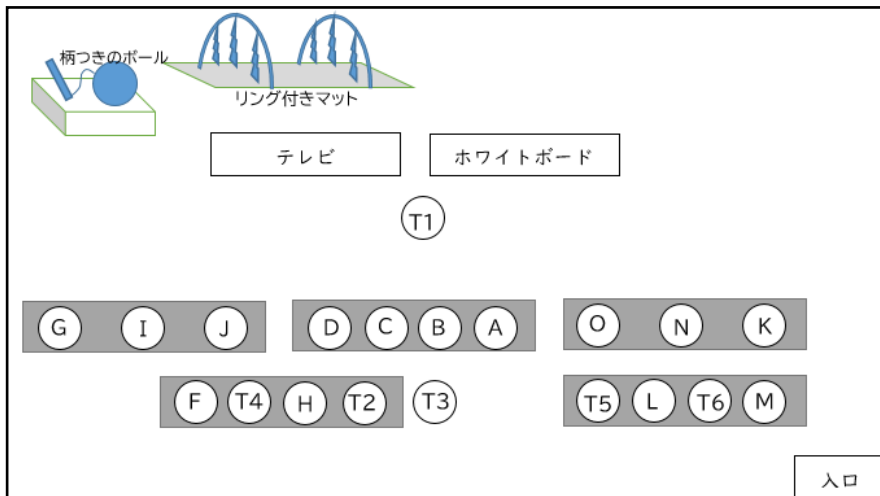 柄つきのボール
リング付きマット
テレビ
ホワイトボード
T1
G I J D C B A O N K
F T4 H T2 T3 T5 L T6 M
入口